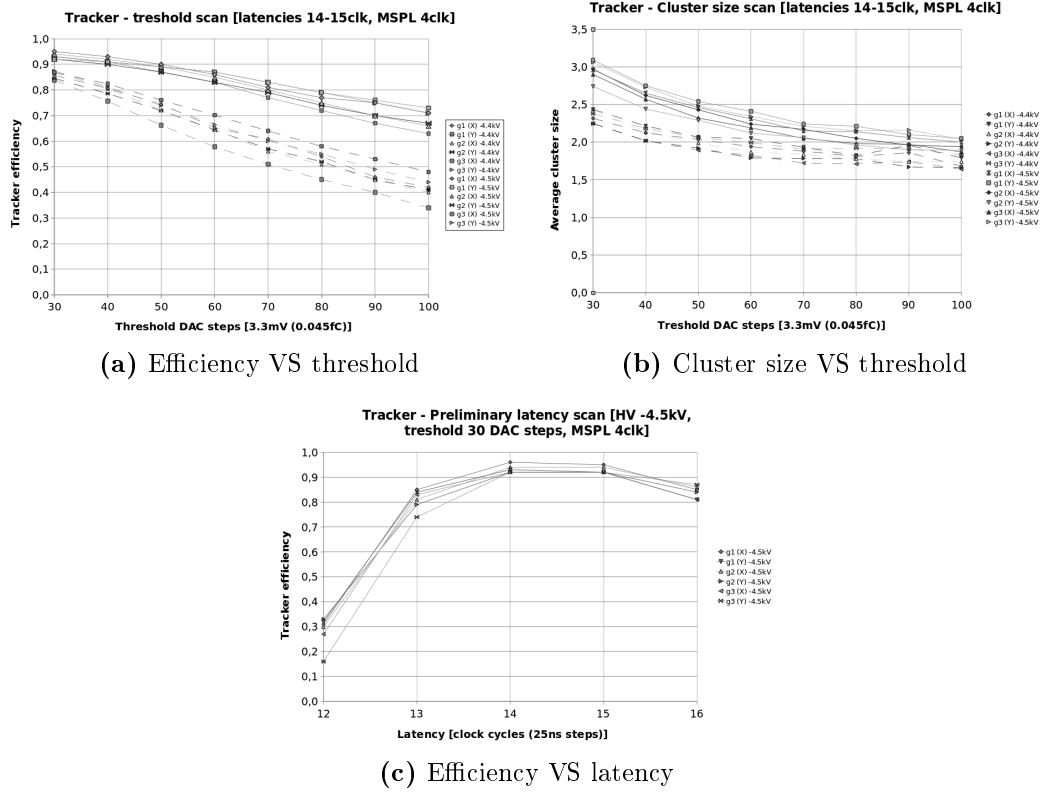 Tracker - treshold scan [latencies 14-15clk, MSPL 4clk]
1,0
0,9
0,8
0,7
0,6
0,5
0,4
0,3
0,2
0,1
0,0
Tracker efficiency
30 40 50 60 70 80 90 100
Threshold DAC steps [3.3mV (0.045fC)]
g1 (X) -4.4kV
g1 (Y) -4.4kV
g2 (X) -4.4kV
g2 (Y) -4.4kV
g3 (X) -4.4kV
g3 (Y) -4.4kV
g1 (X) -4.5kV
g1 (Y) -4.5kV
g2 (X) -4.5kV
g2 (Y) -4.5kV
g3 (X) -4.5kV
g3 (Y) -4.5kV
(a) Efficiency VS threshold
Tracker - Cluster size scan [latencies 14-15clk, MSPL 4clk]
3,5
3,0
2,5
2,0
1,5
1,0
0,5
0,0
Average cluster size
30 40 50 60 70 80 90 100
Treshold DAC steps [3.3mV (0.045fC)]
g1 (X) -4.4kV
g1 (Y) -4.4kV
g2 (X) -4.4kV
g2 (Y) -4.4kV
g3 (X) -4.4kV
g3 (Y) -4.4kV
g1 (X) -4.5kV
g1 (Y) -4.5kV
g2 (X) -4.5kV
g2 (Y) -4.5kV
g3 (X) -4.5kV
g3 (Y) -4.5kV
(b) Cluster size VS threshold
Tracker - Preliminary latency scan [HV -4.5kV,
treshold 30 DAC steps, MSPL 4clk]
1,0
0,9
0,8
0,7
0,6
0,5
0,4
0,3
0,2
0,1
0,0
Tracker efficiency
12 13 14 15 16
Latency [clock cycles (25ns steps)]
g1 (X) -4.5kV
g1 (Y) -4.5kV
g2 (X) -4.5kV
g2 (Y) -4.5kV
g3 (X) -4.5kV
g3 (Y) -4.5kV
(c) Efficiency VS latency